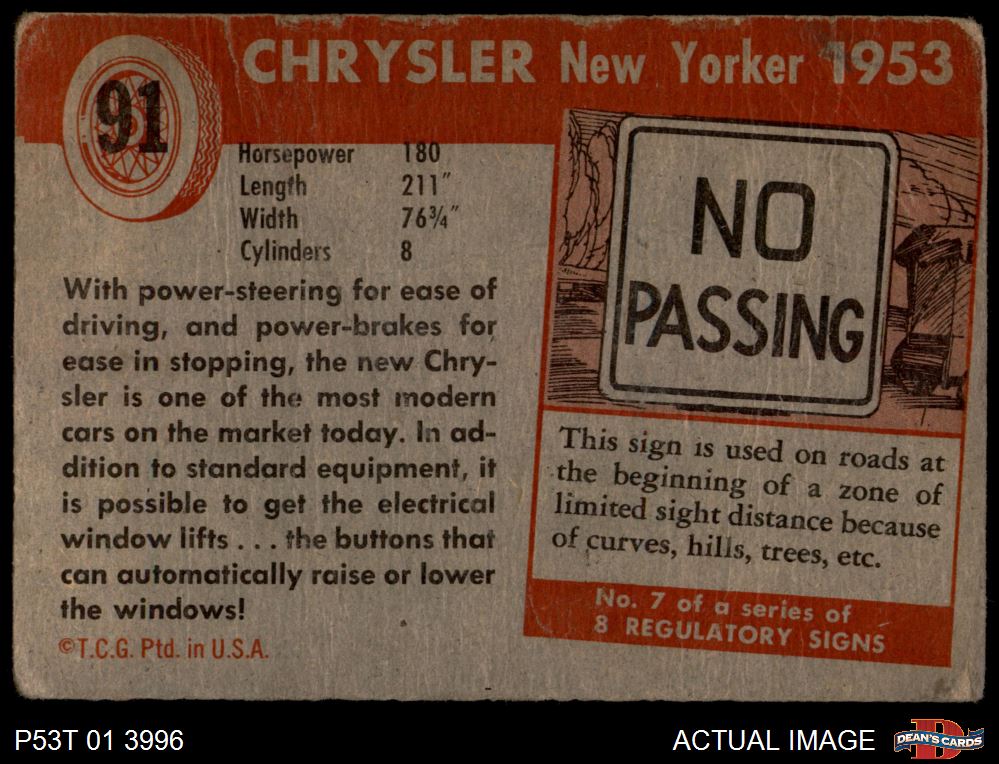 91
CHRYSLER New Yorker 1953
Horsepower 180
Length 211"
Width 76¾"
Cylinders 8
With power-steering for ease of
driving, and power-brakes for
ease in stopping, the new Chry-
sler is one of the most modern
cars on the market today. In ad-
dition to standard equipment, it
is possible to get the electrical
window lifts . . . the buttons that
can automatically raise or lower
the windows!
©T.C.G. Ptd. in U.S.A.
NO
PASSING
This sign is used on roads at
the beginning of a zone of
limited sight distance because
of curves, hills, trees, etc.
No. 7 of a series of
8 REGULATORY SIGNS
P53T 01 3996
ACTUAL IMAGE
D
DEAN'S CARDS